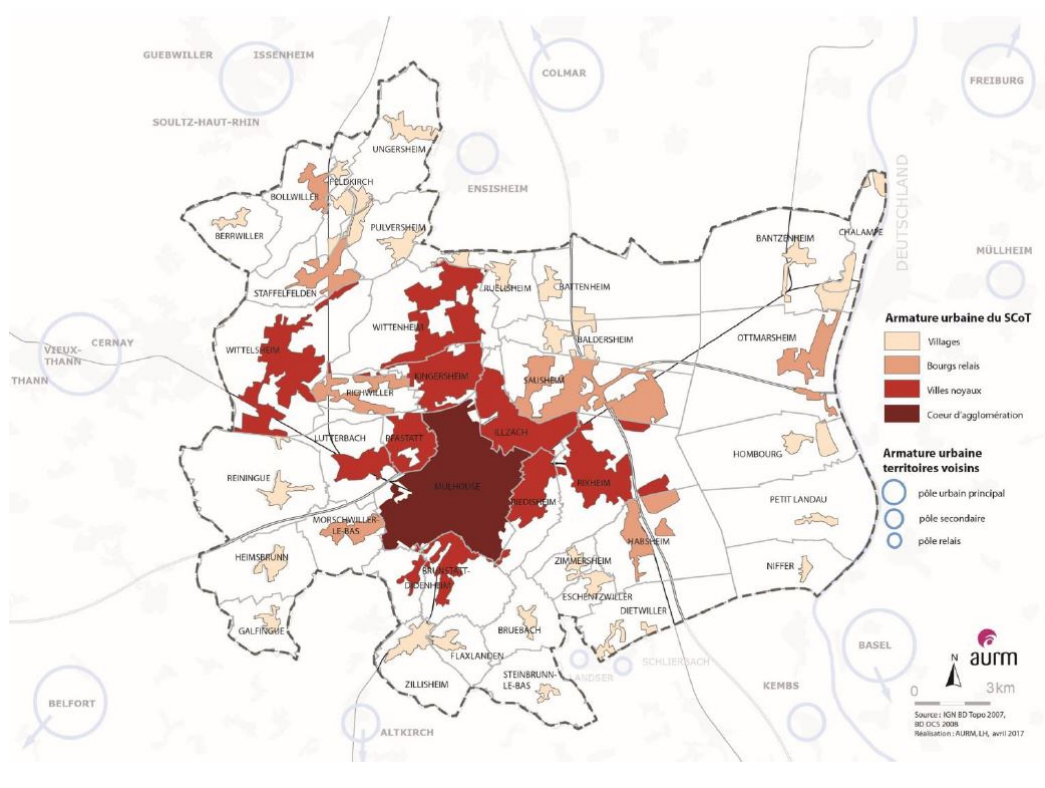 GUEBWILLER
ISSENHEIM
COLMAR
FREIBURG
SOULTZ-HAUT-RHIN
UNGERSHEIM
ENSISHEIM
FELDKIRCH
BOLLWILLER
BERRWILLER
PULVERSHEIM
BANTZENHEIM
CHALAMPE
DEUTSCHLAND
MÜLLHEIM
STAFFELFELDEN
RUELISHEIM
BATTENHEIM
WITTENHEIM
BALDERSHEIM
OTTMARSHEIM
CERNAY
VIEUX-
THANN
THANN
WITTELSHEIM
KINGERSHEIM
SAUSHEIM
RICHWILLER
LUTTERBACH
PFASTATT
ILLZACH
HOMBOURG
REININGUE
MULHOUSE
RIEDISHEIM
RIXHEIM
PETIT LANDAU
MORSCHWILLER-
LE-BAS
HABSHEIM
HEIMSBRUNN
BRUNSTATT-
DIDENHEIM
ZIMMERSHEIM
NIFFER
ESCHENTZWILLER
DIETWILLER
GALFINGUE
BRUEBACH
FLAXLANDEN
ZILLISHEIM
STEINBRUNN-
LE-BAS
LANDSER
SCHLIERBACH
BASEL
KEMBS
BELFORT
ALTKIRCH
Armature urbaine du SCoT
Villages
Bourgs relais
Villes noyaux
Coeur d'agglomération
Armature urbaine
territoires voisins
pôle urbain principal
pôle secondaire
pôle relais
N
aurm
0
3km
Source : IGN BD Topo 2007,
BD OCS 2008
Réalisation : AURM, LH, avril 2017